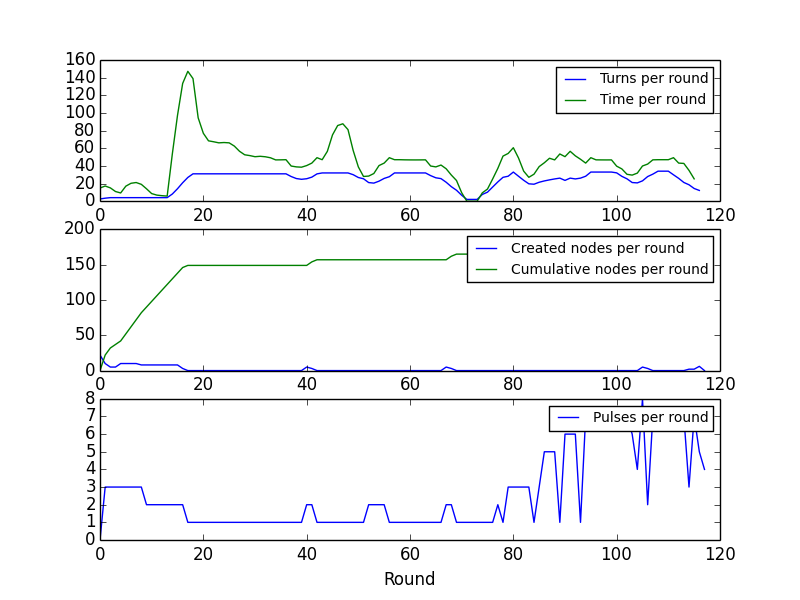 160
140
120
100
80
60
40
20
0
Turns per round
Time per round
0 20 40 60 80 100 120
200
150
100
50
0
Created nodes per round
Cumulative nodes per round
0 20 40 60 80 100 120
8
7
6
5
4
3
2
1
0
Pulses per round
0 20 40 60 80 100 120
Round